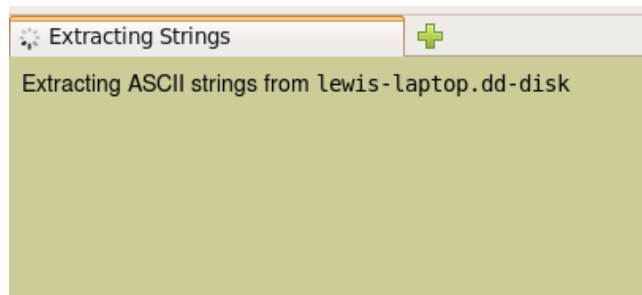 Extracting Strings
Extracting ASCII strings from lewis-laptop.dd-disk